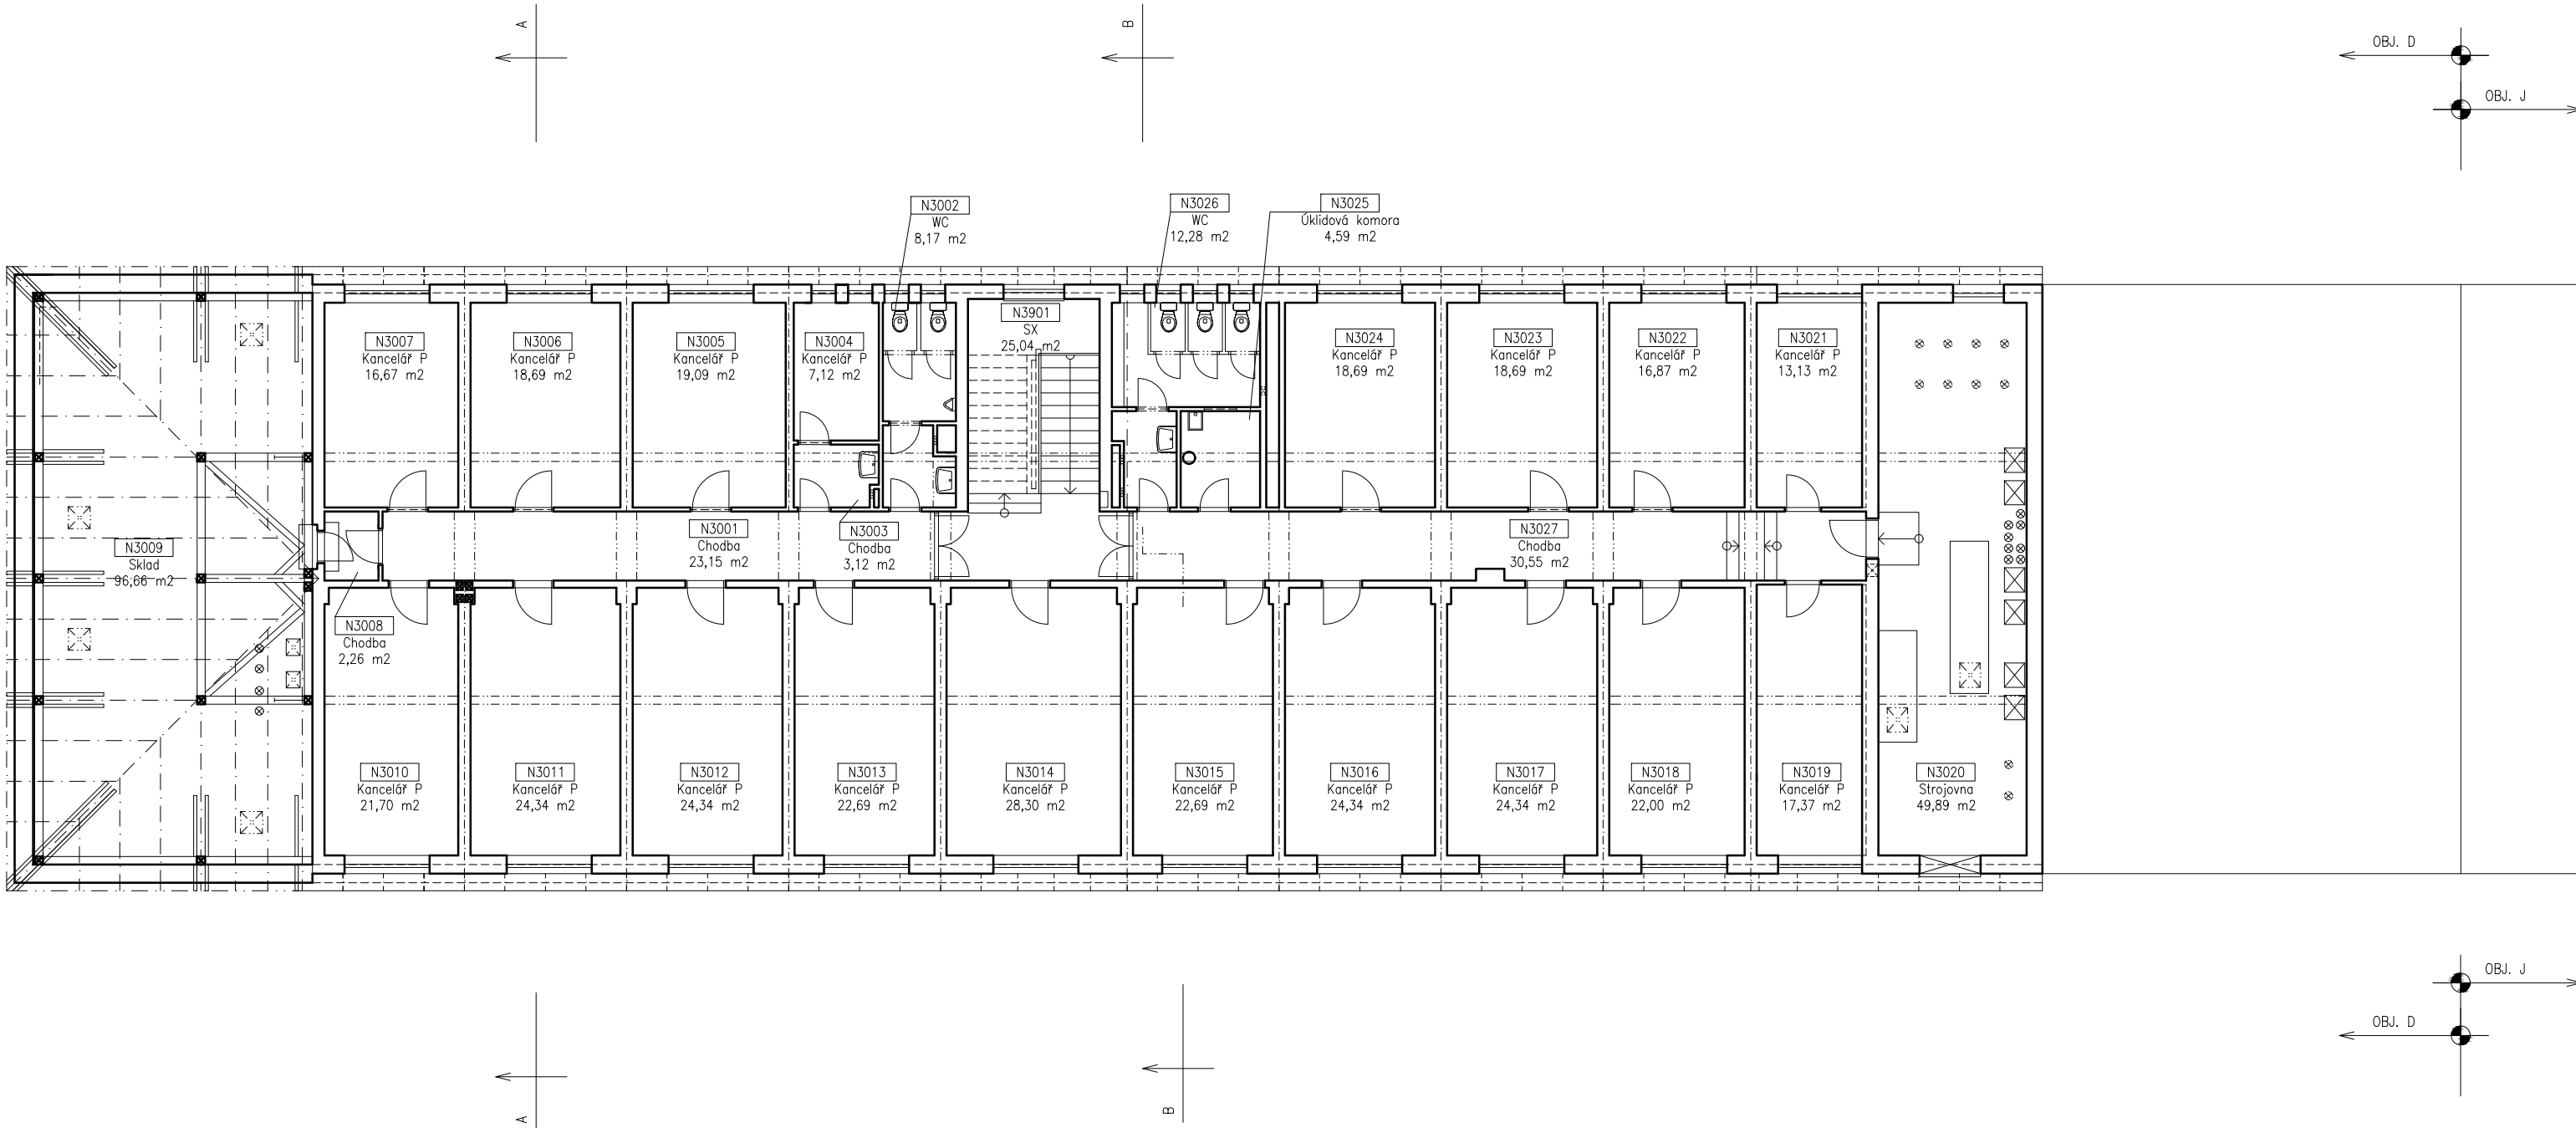 A
B
OBJ. D
OBJ. J
N3002
WC
8,17 m2
N3026
WC
12,28 m2
N3025
Úklidová komora
4,59 m2
N3007
Kancelář P
16,67 m2
N3006
Kancelář P
18,69 m2
N3005
Kancelář P
19,09 m2
N3004
Kancelář P
7,12 m2
N3901
SX
25,04 m2
N3024
Kancelář P
18,69 m2
N3023
Kancelář P
18,69 m2
N3022
Kancelář P
16,87 m2
N3021
Kancelář P
13,13 m2
N3009
Sklad
96,66 m2
N3001
Chodba
23,15 m2
N3003
Chodba
3,12 m2
N3027
Chodba
30,55 m2
N3008
Chodba
2,26 m2
N3010
Kancelář P
21,70 m2
N3011
Kancelář P
24,34 m2
N3012
Kancelář P
24,34 m2
N3013
Kancelář P
22,69 m2
N3014
Kancelář P
28,30 m2
N3015
Kancelář P
22,69 m2
N3016
Kancelář P
24,34 m2
N3017
Kancelář P
24,34 m2
N3018
Kancelář P
22,00 m2
N3019
Kancelář P
17,37 m2
N3020
Strojovna
49,89 m2
OBJ. J
OBJ. D
A
B